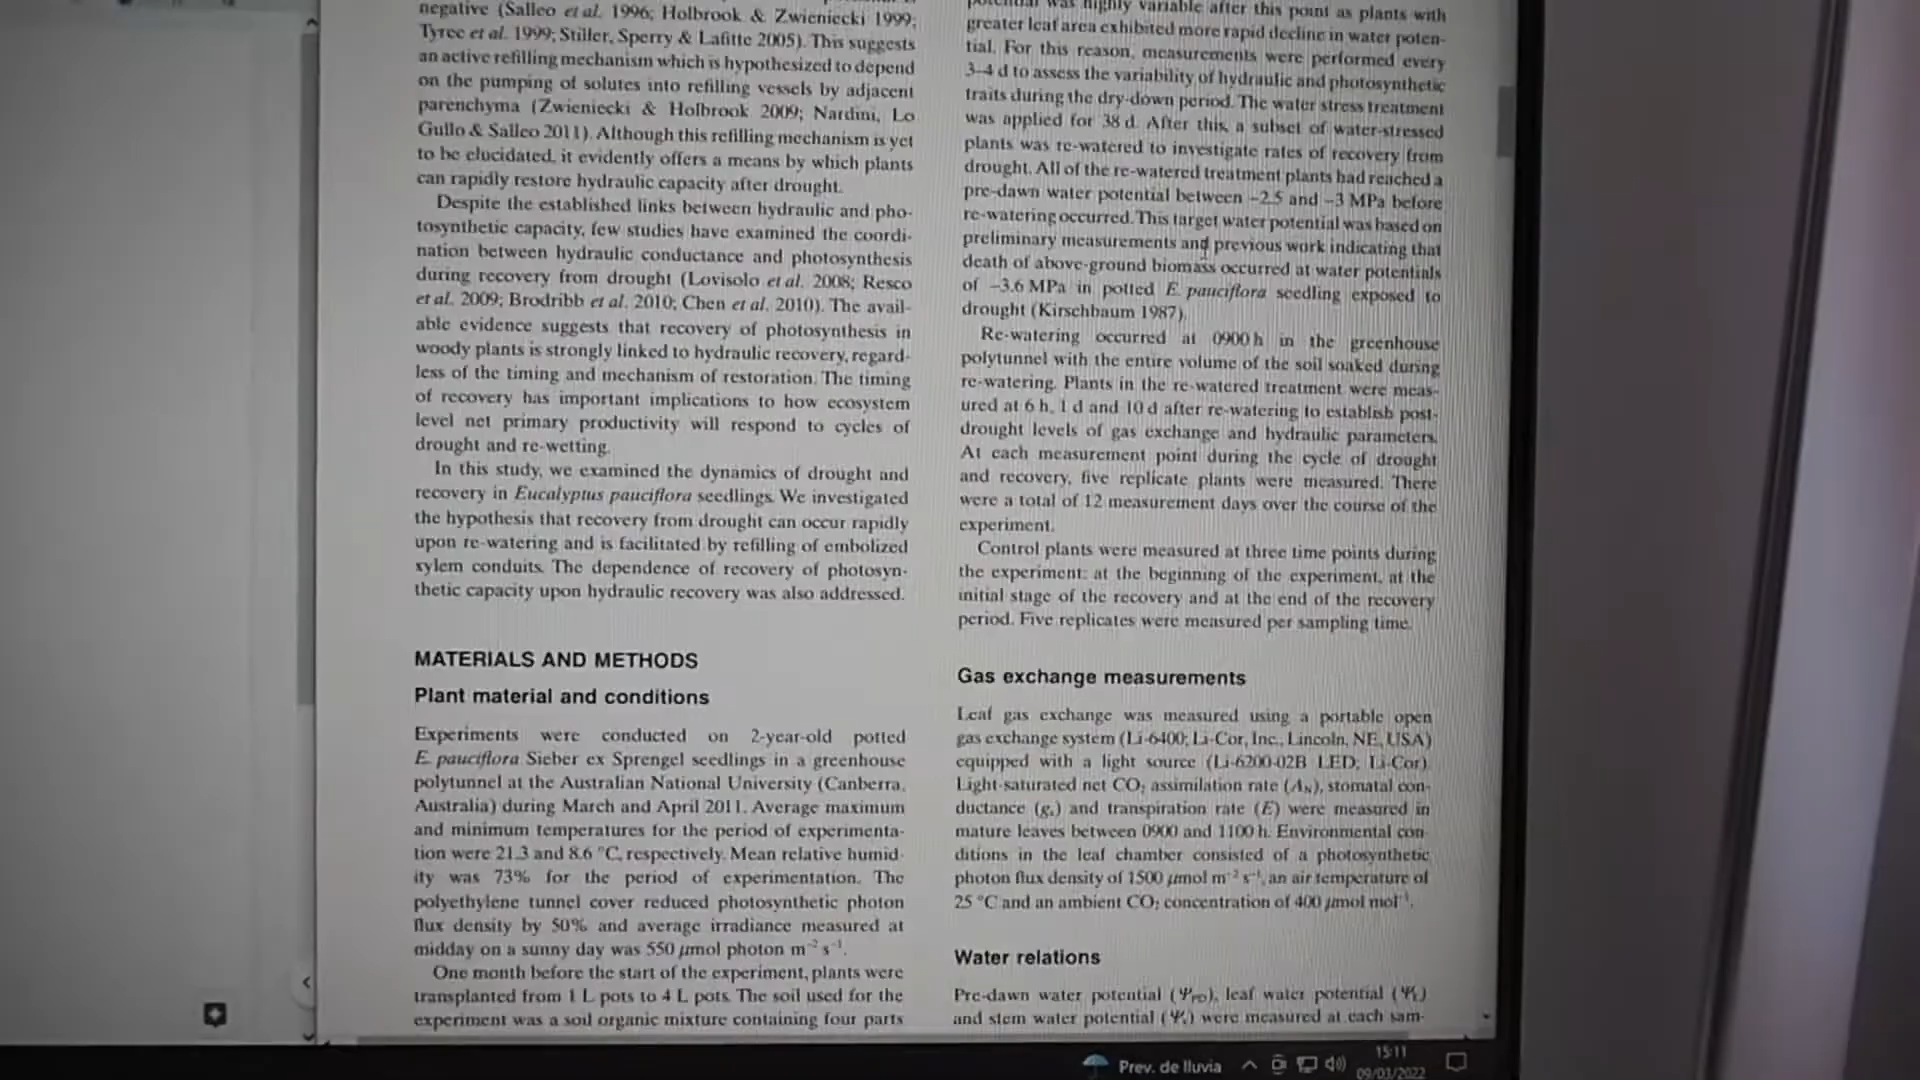 negative (Salleo et al. 1996; Holbrook & Zwieniecki 1999;
Tyree et al. 1999; Stiller, Sperry & Lafitte 2005). This suggests
an active refilling mechanism which is hypothesized to depend
on the pumping of solutes into refilling vessels by adjacent
parenchyma (Zwieniecki & Holbrook 2009; Nardini, Lo
Gullo & Salleo 2011). Although this refilling mechanism is yet
to be elucidated, it evidently offers a means by which plants
can rapidly restore hydraulic capacity after drought.
Despite the established links between hydraulic and pho-
tosynthetic capacity, few studies have examined the coordi-
nation between hydraulic conductance and photosynthesis
during recovery from drought (Lovisolo et al. 2008; Resco
et al. 2009; Brodribb et al. 2010; Chen et al. 2010). The avail-
able evidence suggests that recovery of photosynthesis in
woody plants is strongly linked to hydraulic recovery, regard-
less of the timing and mechanism of restoration. The timing
of recovery has important implications to how ecosystem
level net primary productivity will respond to cycles of
drought and re-wetting.
In this study, we examined the dynamics of drought and
recovery in Eucalyptus pauciflora seedlings. We investigated
the hypothesis that recovery from drought can occur rapidly
upon re-watering and is facilitated by refilling of embolized
xylem conduits. The dependence of recovery of photosyn-
thetic capacity upon hydraulic recovery was also addressed.
MATERIALS AND METHODS
Plant material and conditions
Experiments were conducted on 2-year-old potted
E. pauciflora Sieber ex Sprengel seedlings in a greenhouse
polytunnel at the Australian National University (Canberra,
Australia) during March and April 2011. Average maximum
and minimum temperatures for the period of experimenta-
tion were 21.3 and 8.6 °C, respectively. Mean relative humid-
ity was 73% for the period of experimentation. The
polyethylene tunnel cover reduced photosynthetic photon
flux density by 50% and average irradiance measured at
midday on a sunny day was 550 μmol photon m⁻² s⁻¹.
One month before the start of the experiment, plants were
transplanted from 1 L pots to 4 L pots. The soil used for the
experiment was a soil organic mixture containing four parts
potential was highly variable after this point as plants with
greater leaf area exhibited more rapid decline in water poten-
tial. For this reason, measurements were performed every
3–4 d to assess the variability of hydraulic and photosynthetic
traits during the dry-down period. The water stress treatment
was applied for 38 d. After this, a subset of water-stressed
plants was re-watered to investigate rates of recovery from
drought. All of the re-watered treatment plants had reached a
pre-dawn water potential between −2.5 and −3 MPa before
re-watering occurred. This target water potential was based on
preliminary measurements and previous work indicating that
death of above-ground biomass occurred at water potentials
of −3.6 MPa in potted E. pauciflora seedling exposed to
drought (Kirschbaum 1987).
Re-watering occurred at 0900 h in the greenhouse
polytunnel with the entire volume of the soil soaked during
re-watering. Plants in the re-watered treatment were meas-
ured at 6 h, 1 d and 10 d after re-watering to establish post-
drought levels of gas exchange and hydraulic parameters.
At each measurement point during the cycle of drought
and recovery, five replicate plants were measured. There
were a total of 12 measurement days over the course of the
experiment.
Control plants were measured at three time points during
the experiment: at the beginning of the experiment, at the
initial stage of the recovery and at the end of the recovery
period. Five replicates were measured per sampling time.
Gas exchange measurements
Leaf gas exchange was measured using a portable open
gas exchange system (Li-6400; Li-Cor, Inc., Lincoln, NE, USA)
equipped with a light source (Li-6200-02B LED; Li-Cor).
Light-saturated net CO₂ assimilation rate (A_N), stomatal con-
ductance (gₛ) and transpiration rate (E) were measured in
mature leaves between 0900 and 1100 h. Environmental con-
ditions in the leaf chamber consisted of a photosynthetic
photon flux density of 1500 μmol m⁻² s⁻¹, an air temperature of
25 °C and an ambient CO₂ concentration of 400 μmol mol⁻¹.
Water relations
Pre-dawn water potential (Ψ_PD), leaf water potential (Ψ_L)
and stem water potential (Ψₛ) were measured at each sam-
Prev. de lluvia
15:11
09/03/2022